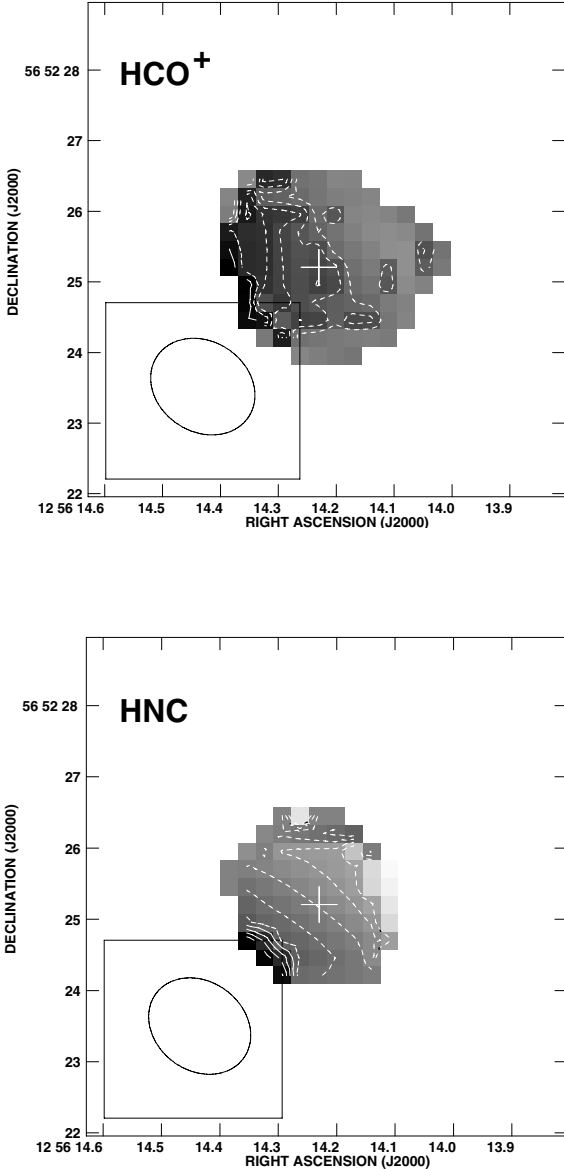 HCO+
56 52 28
27
26
25
24
23
22
DECLINATION (J2000)
12 56 14.6 14.5 14.4 14.3 14.2 14.1 14.0 13.9
RIGHT ASCENSION (J2000)
HNC
56 52 28
27
26
25
24
23
22
DECLINATION (J2000)
12 56 14.6 14.5 14.4 14.3 14.2 14.1 14.0 13.9
RIGHT ASCENSION (J2000)